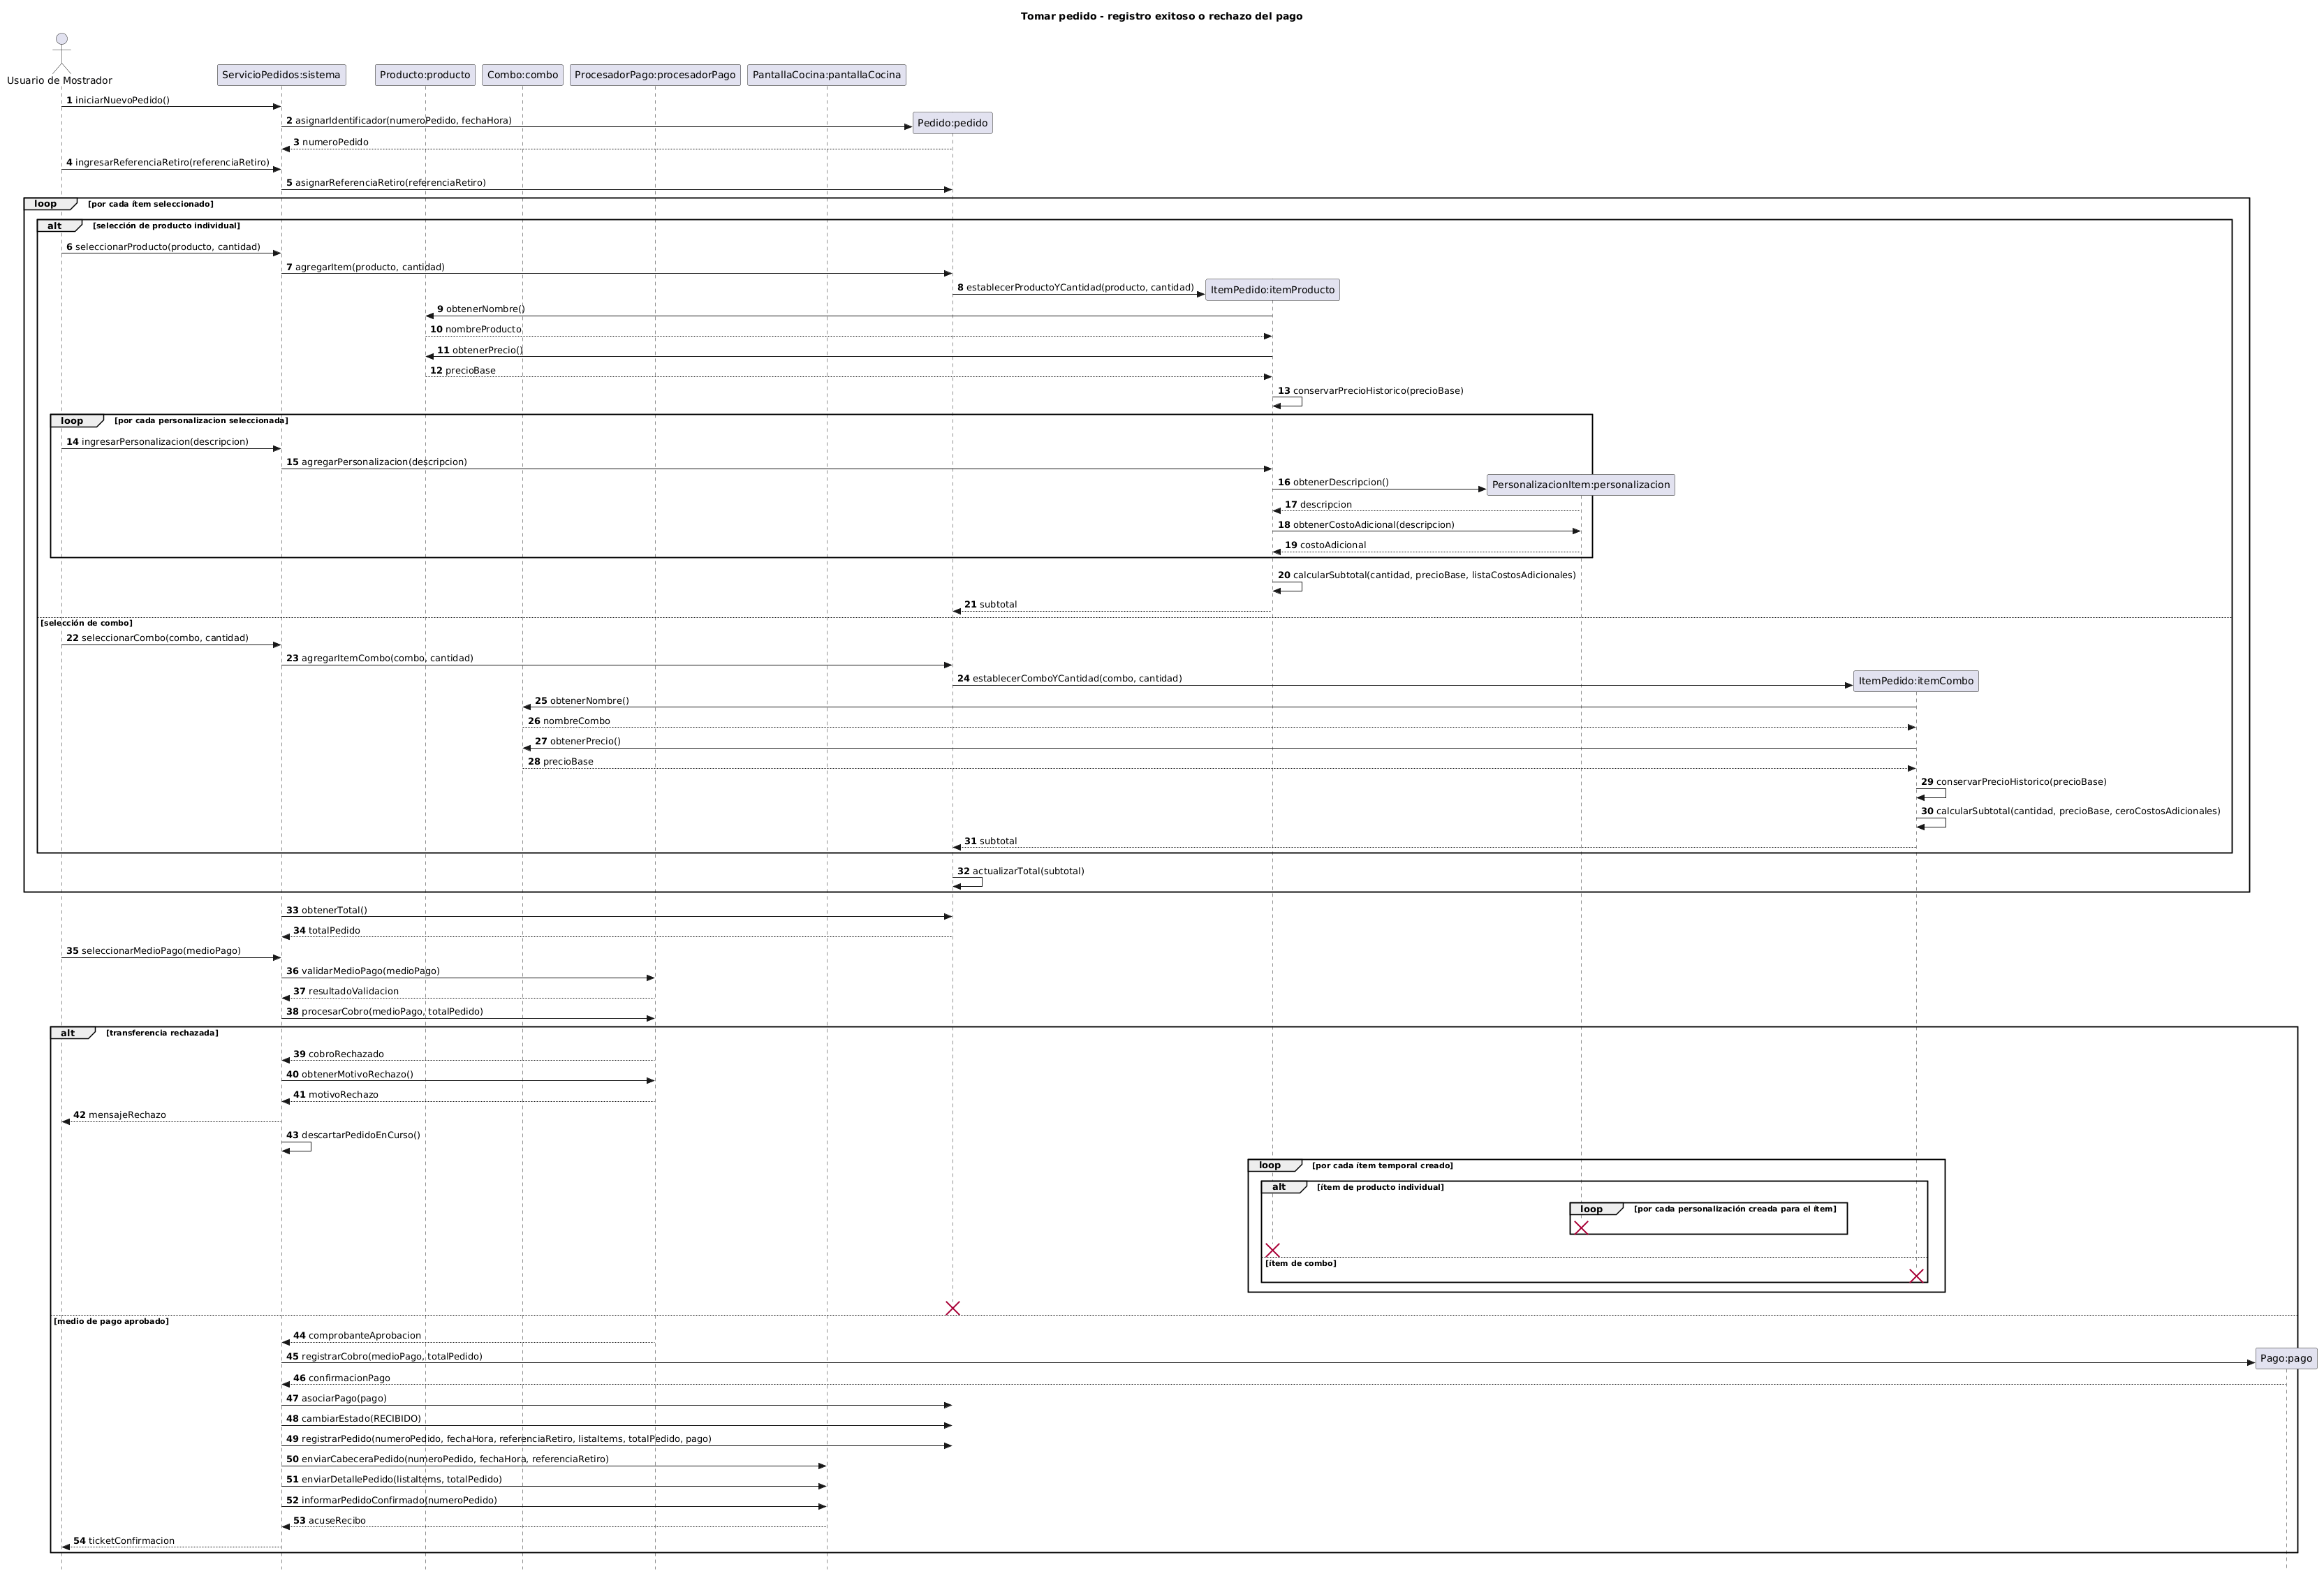 Tomar pedido - registro exitoso o rechazo del pago
Usuario de Mostrador
ServicioPedidos:sistema
Producto:producto
Combo:combo
ProcesadorPago:procesadorPago
PantallaCocina:pantallaCocina
1 iniciarNuevoPedido()
2 asignarIdentificador(numeroPedido, fechaHora)
Pedido:pedido
3 numeroPedido
4 ingresarReferenciaRetiro(referenciaRetiro)
5 asignarReferenciaRetiro(referenciaRetiro)
loop [por cada ítem seleccionado]
alt [selección de producto individual]
6 seleccionarProducto(producto, cantidad)
7 agregarItem(producto, cantidad)
8 establecerProductoYCantidad(producto, cantidad)
ItemPedido:itemProducto
9 obtenerNombre()
10 nombreProducto
11 obtenerPrecio()
12 precioBase
13 conservarPrecioHistorico(precioBase)
loop [por cada personalizacion seleccionada]
14 ingresarPersonalizacion(descripcion)
15 agregarPersonalizacion(descripcion)
16 obtenerDescripcion()
PersonalizacionItem:personalizacion
17 descripcion
18 obtenerCostoAdicional(descripcion)
19 costoAdicional
20 calcularSubtotal(cantidad, precioBase, listaCostosAdicionales)
21 subtotal
[selección de combo]
22 seleccionarCombo(combo, cantidad)
23 agregarItemCombo(combo, cantidad)
24 establecerComboYCantidad(combo, cantidad)
ItemPedido:itemCombo
25 obtenerNombre()
26 nombreCombo
27 obtenerPrecio()
28 precioBase
29 conservarPrecioHistorico(precioBase)
30 calcularSubtotal(cantidad, precioBase, ceroCostosAdicionales)
31 subtotal
32 actualizarTotal(subtotal)
33 obtenerTotal()
34 totalPedido
35 seleccionarMedioPago(medioPago)
36 validarMedioPago(medioPago)
37 resultadoValidacion
38 procesarCobro(medioPago, totalPedido)
alt [transferencia rechazada]
39 cobroRechazado
40 obtenerMotivoRechazo()
41 motivoRechazo
42 mensajeRechazo
43 descartarPedidoEnCurso()
loop [por cada ítem temporal creado]
alt [ítem de producto individual]
loop [por cada personalización creada para el ítem]
[ítem de combo]
[medio de pago aprobado]
44 comprobanteAprobacion
45 registrarCobro(medioPago, totalPedido)
Pago:pago
46 confirmacionPago
47 asociarPago(pago)
48 cambiarEstado(RECIBIDO)
49 registrarPedido(numeroPedido, fechaHora, referenciaRetiro, listaItems, totalPedido, pago)
50 enviarCabeceraPedido(numeroPedido, fechaHora, referenciaRetiro)
51 enviarDetallePedido(listaItems, totalPedido)
52 informarPedidoConfirmado(numeroPedido)
53 acuseRecibo
54 ticketConfirmacion